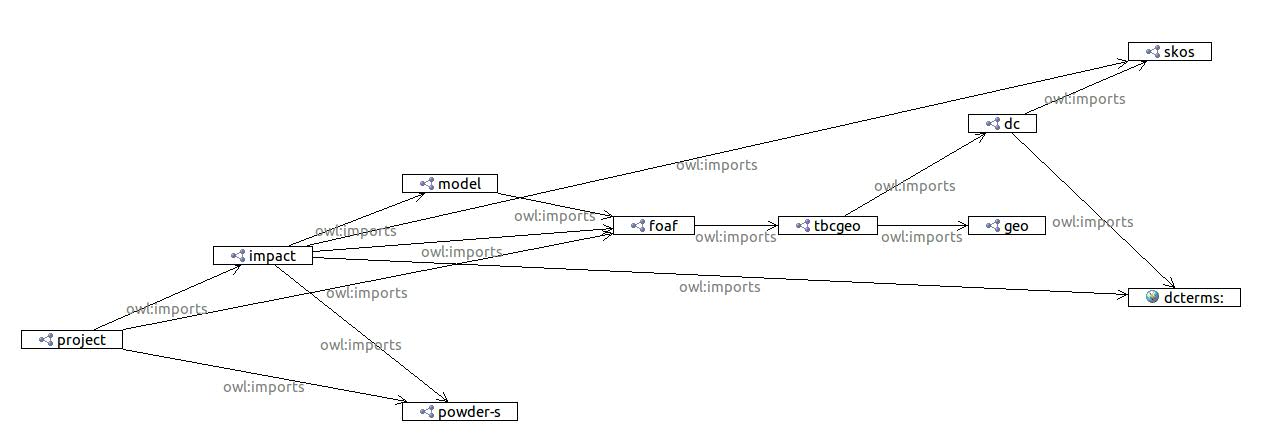 skos
owl:imports
dc
owl:imports
model
owl:imports
owl:imports
foaf
tbcgeo
geo
owl:imports
owl:imports
owl:imports
owl:imports
impact
owl:imports
owl:imports
owl:imports
dcterms:
owl:imports
project
owl:imports
owl:imports
powder-s